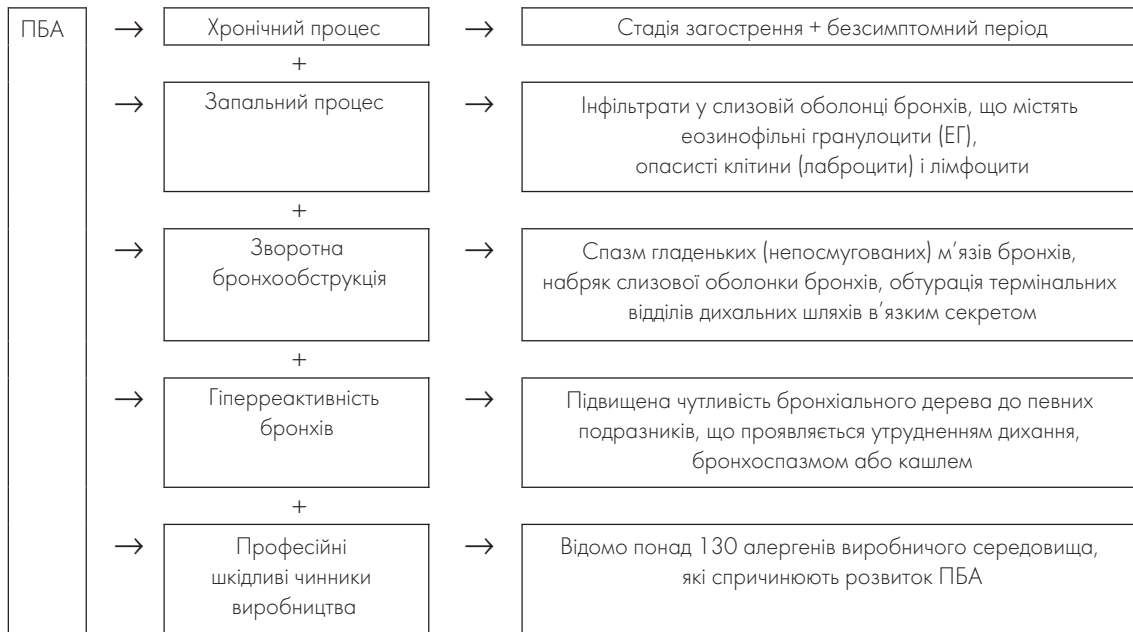 ПБА → Хронічний процес → Стадія загострення + безсимптомний період
+
→ Запальний процес → Інфільтрати у слизовій оболонці бронхів, що містять
еозинофільні гранулоцити (ЕГ),
опасисті клітини (лаброцити) і лімфоцити
+
→ Зворотна
бронхообструкція
→ Спазм гладеньких (непосмугованих) м’язів бронхів,
набряк слизової оболонки бронхів, обтурація термінальних
відділів дихальних шляхів в’язким секретом
+
→ Гіперреактивність
бронхів
→ Підвищена чутливість бронхіального дерева до певних
подразників, що проявляється утрудненням дихання,
бронхоспазмом або кашлем
+
→ Професійні
шкідливі чинники
виробництва
→ Відомо понад 130 алергенів виробничого середовища,
які спричинюють розвиток ПБА